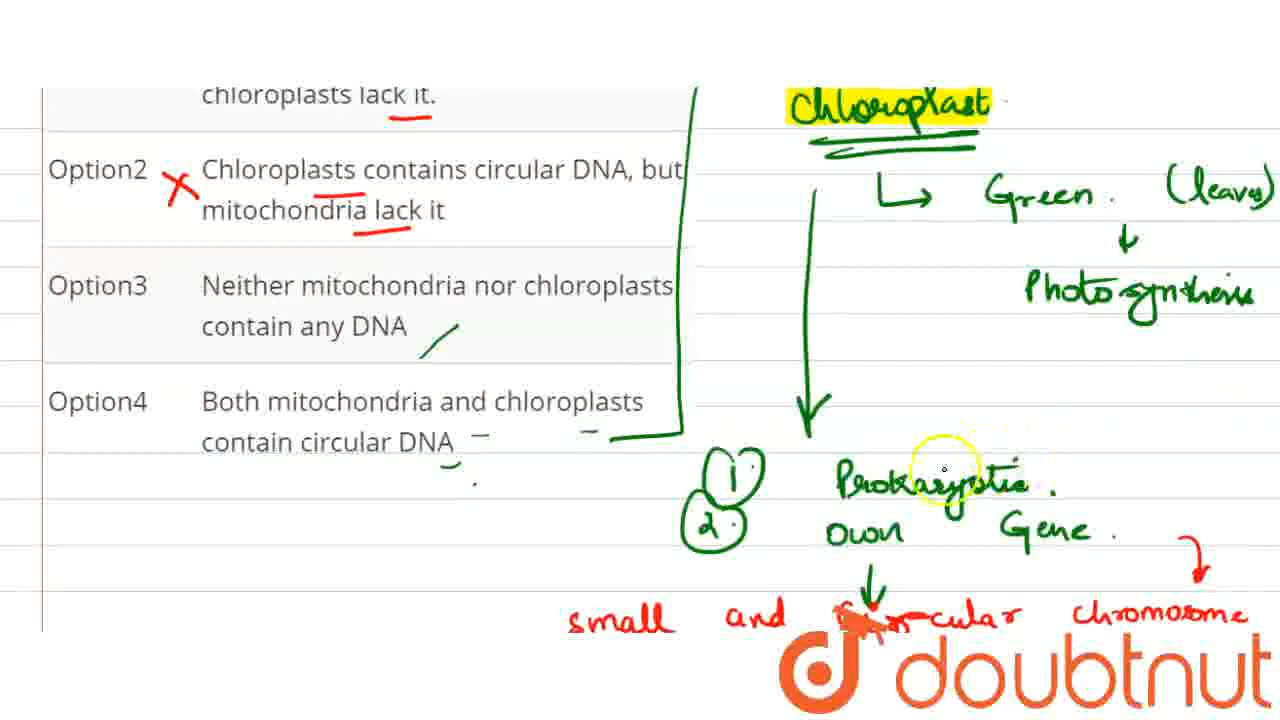 chloroplasts lack it.
Option2 Chloroplasts contains circular DNA, but
mitochondria lack it
Option3 Neither mitochondria nor chloroplasts
contain any DNA
Option4 Both mitochondria and chloroplasts
contain circular DNA
Chloroplast
Green. (leaves)
Photosynthesis
1. Prokaryotic.
2. Own Gene.
small and circular chromosome
doubtnut